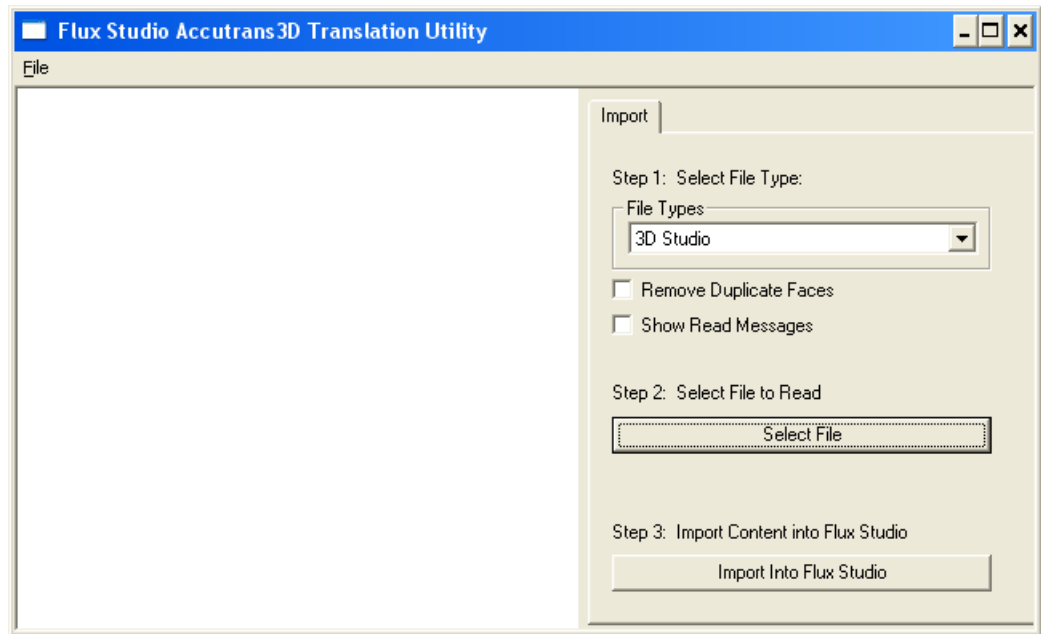 Flux Studio Accutrans3D Translation Utility
File
Import
Step 1:  Select File Type:
File Types
3D Studio
Remove Duplicate Faces
Show Read Messages
Step 2:  Select File to Read
Select File
Step 3:  Import Content into Flux Studio
Import Into Flux Studio